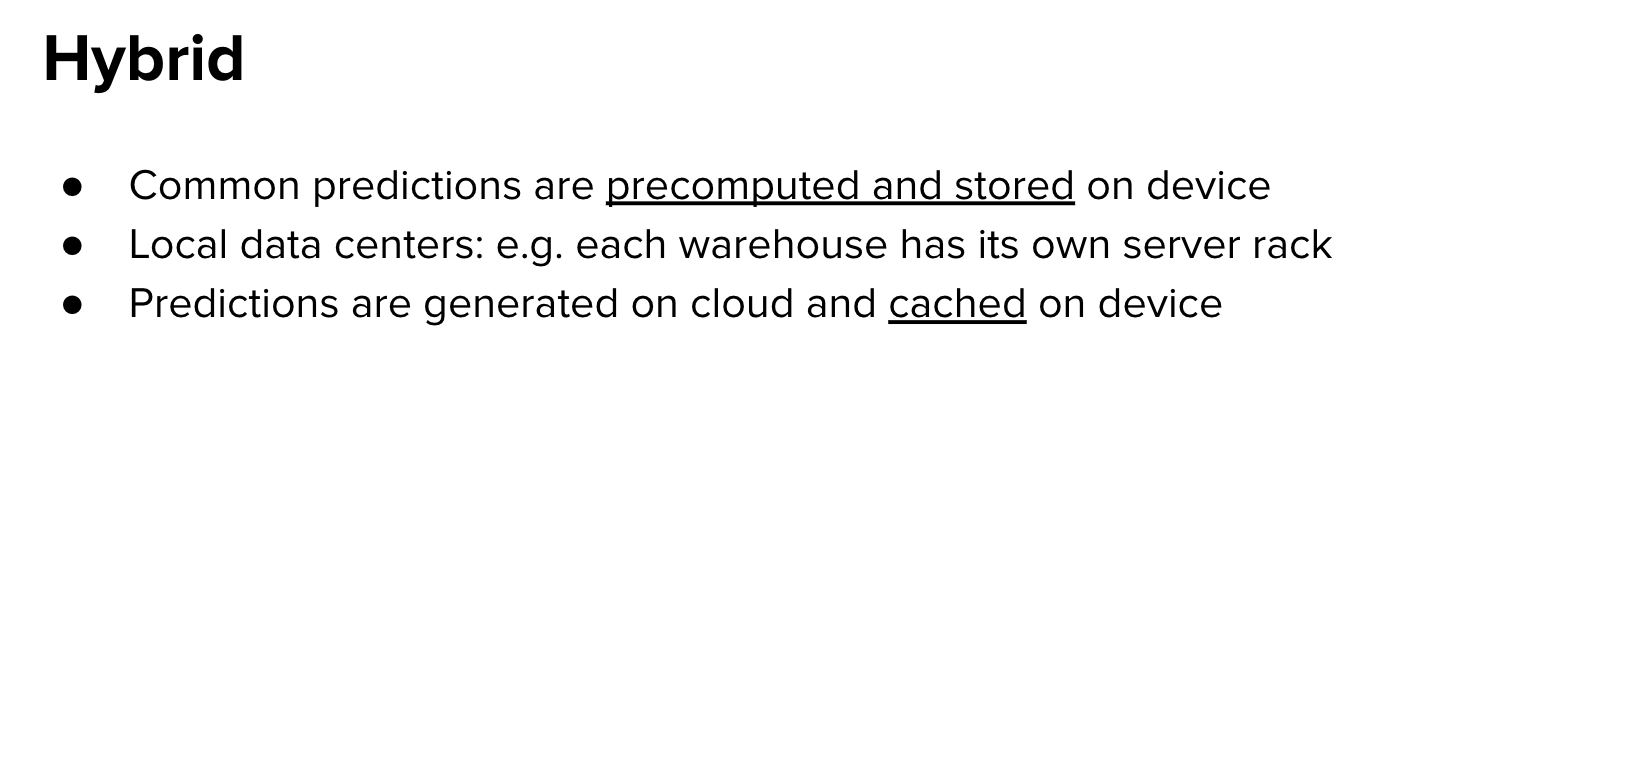 Hybrid
● Common predictions are precomputed and stored on device
● Local data centers: e.g. each warehouse has its own server rack
● Predictions are generated on cloud and cached on device